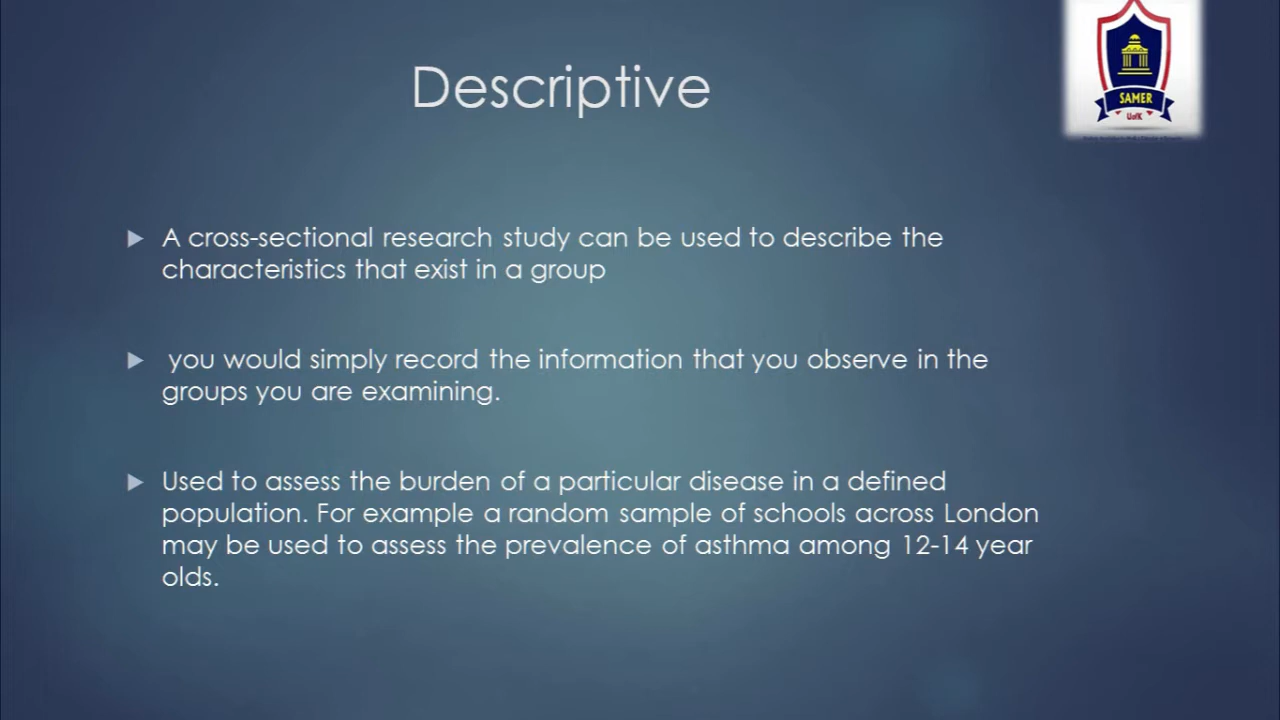 SAMER
UofK
Descriptive
A cross-sectional research study can be used to describe the
characteristics that exist in a group
you would simply record the information that you observe in the
groups you are examining.
Used to assess the burden of a particular disease in a defined
population. For example a random sample of schools across London
may be used to assess the prevalence of asthma among 12-14 year
olds.